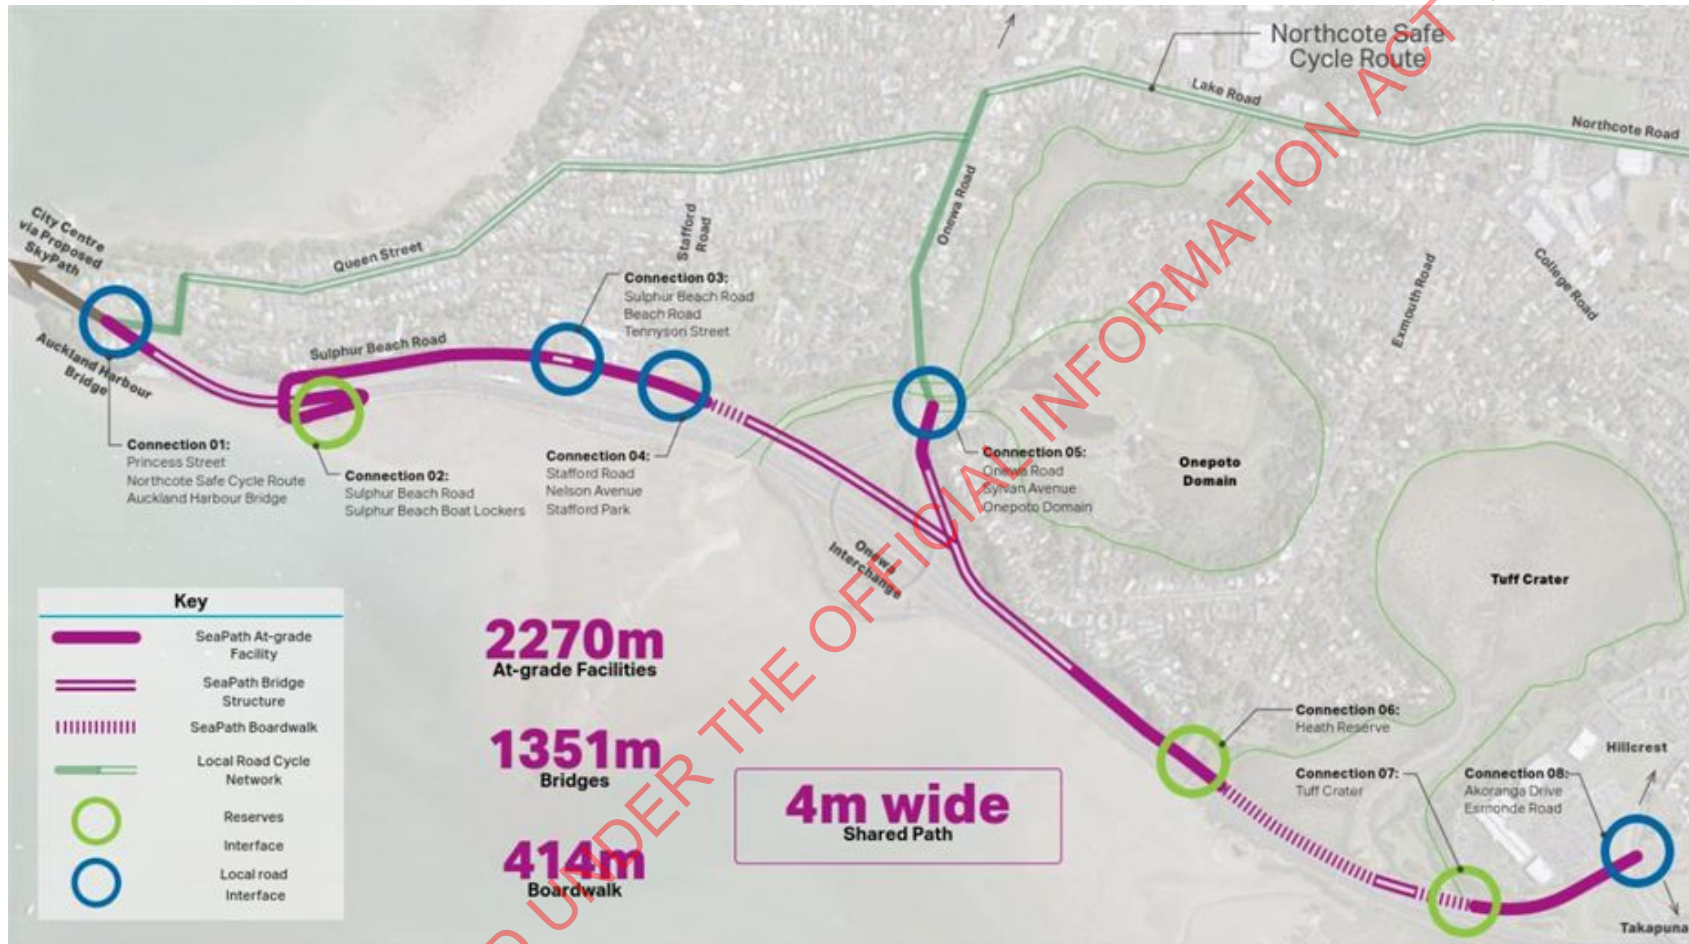 Northcote Safe
Cycle Route
Lake Road
Northcote Road
Onewa Road
Stafford
Road
Queen Street
City Centre
via Proposed
SkyPath
Auckland Harbour
Bridge
Sulphur Beach Road
Exmouth Road
College Road
Connection 03:
Sulphur Beach Road
Beach Road
Tennyson Street
Connection 01:
Princess Street
Northcote Safe Cycle Route
Auckland Harbour Bridge
Connection 02:
Sulphur Beach Road
Sulphur Beach Boat Lockers
Connection 04:
Stafford Road
Nelson Avenue
Stafford Park
Connection 05:
Onewa Road
Sylvan Avenue
Onepoto Domain
Onepoto
Domain
Tuff Crater
Onewa
Interchange
Key
SeaPath At-grade
Facility
SeaPath Bridge
Structure
SeaPath Boardwalk
Local Road Cycle
Network
Reserves
Interface
Local road
Interface
2270m
At-grade Facilities
1351m
Bridges
414m
Boardwalk
4m wide
Shared Path
Connection 06:
Heath Reserve
Connection 07:
Tuff Crater
Connection 08:
Akoranga Drive
Esmonde Road
Hillcrest
Takapuna
UNDER THE OFFICIAL INFORMATION ACT